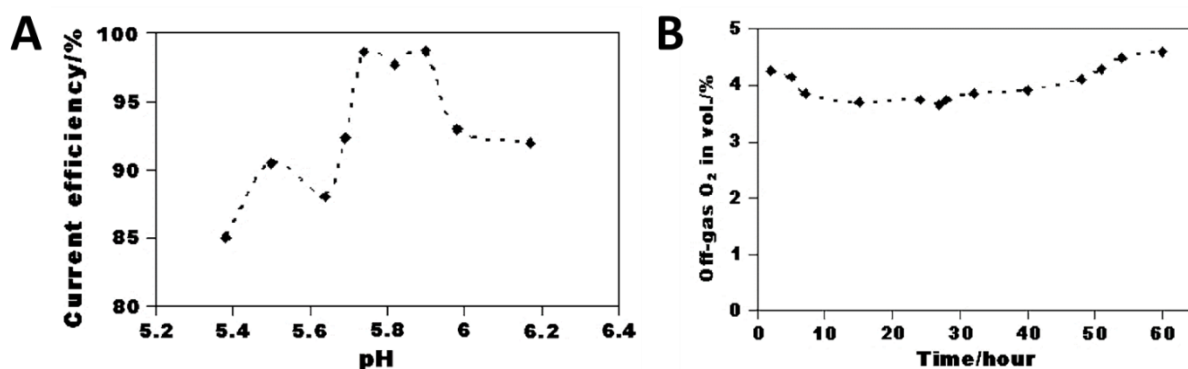 A
Current efficiency/%
100
95
90
85
80
5.2 5.4 5.6 5.8 6 6.2 6.4
pH
B
Off-gas O₂ in vol./%
5
4
3
2
1
0
0 10 20 30 40 50 60
Time/hour